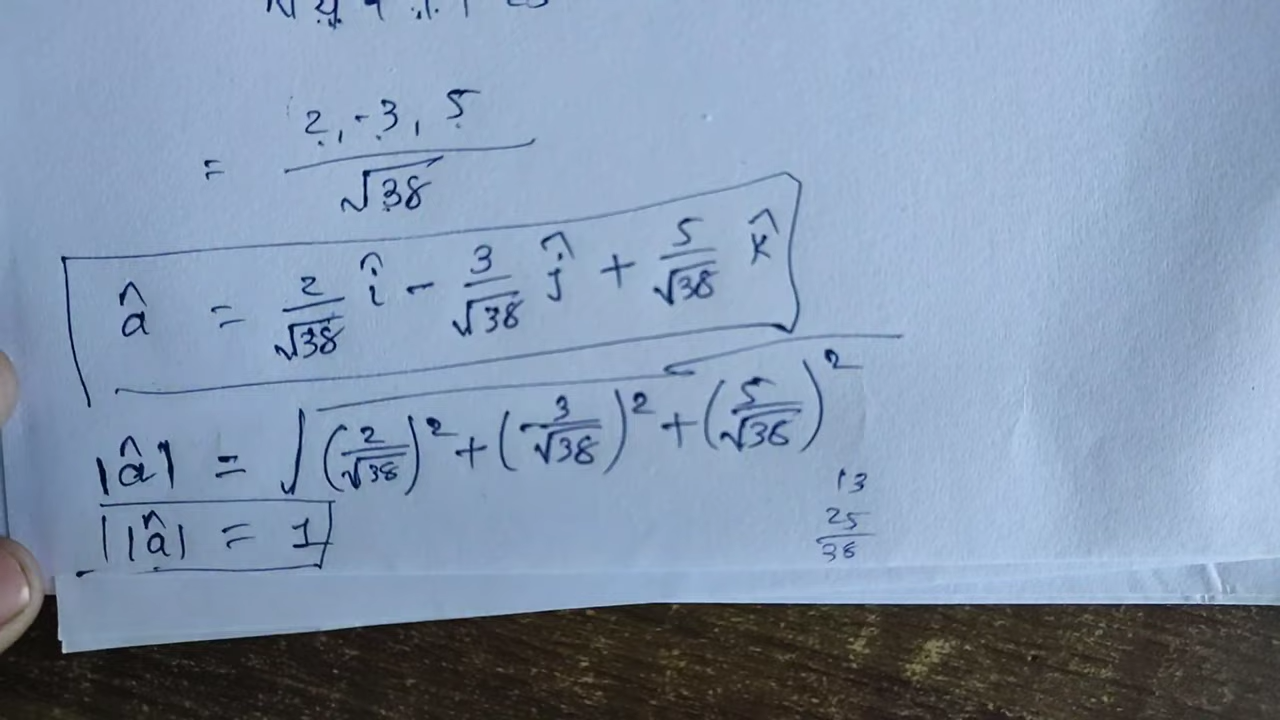 = 2, -3, 5 / √38
â = 2/√38 î - 3/√38 ĵ + 5/√38 k̂
|â| = √((2/√38)² + (-3/√38)² + (5/√38)²)
|â| = 1
13
25
38